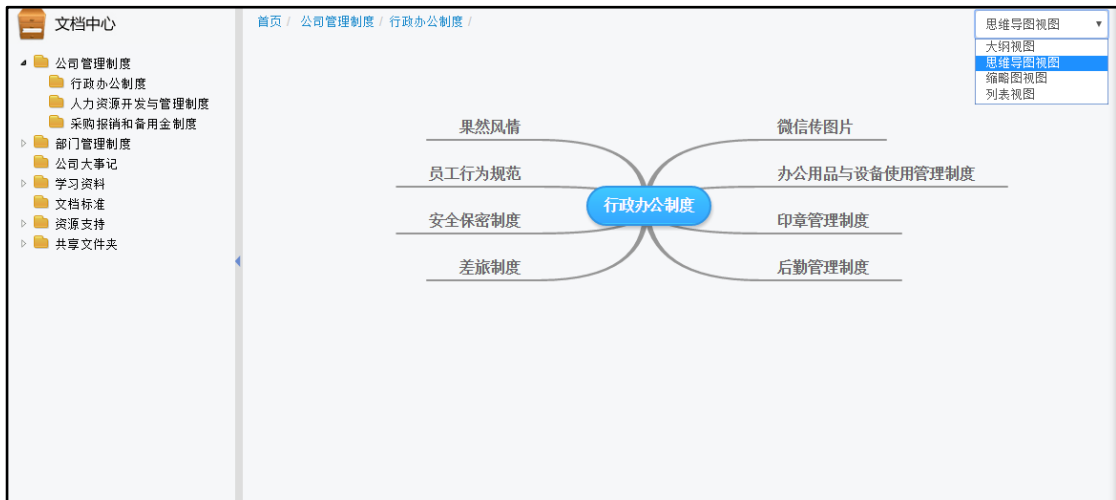 文档中心
公司管理制度
行政办公制度
人力资源开发与管理制度
采购报销和备用金制度
部门管理制度
公司大事记
学习资料
文档标准
资源支持
共享文件夹
首页 / 公司管理制度 / 行政办公制度 /
思维导图视图
大纲视图
思维导图视图
缩略图视图
列表视图
果然风情
员工行为规范
安全保密制度
差旅制度
行政办公制度
微信传图片
办公用品与设备使用管理制度
印章管理制度
后勤管理制度